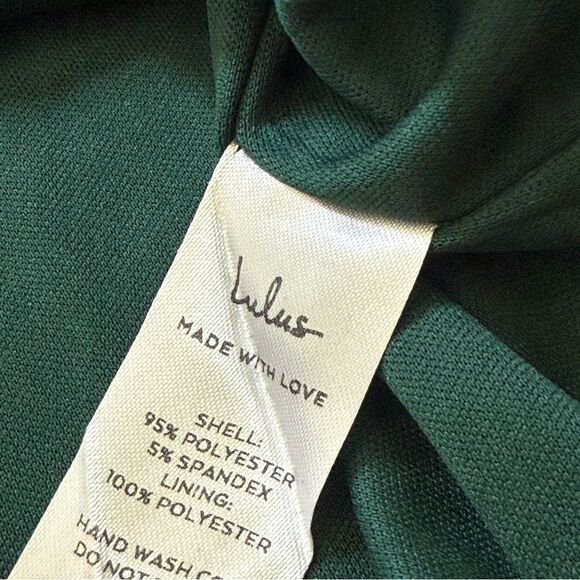 Lulus
MADE WITH LOVE
SHELL:
95% POLYESTER
5% SPANDEX
LINING:
100% POLYESTER
HAND WASH
DO NOT